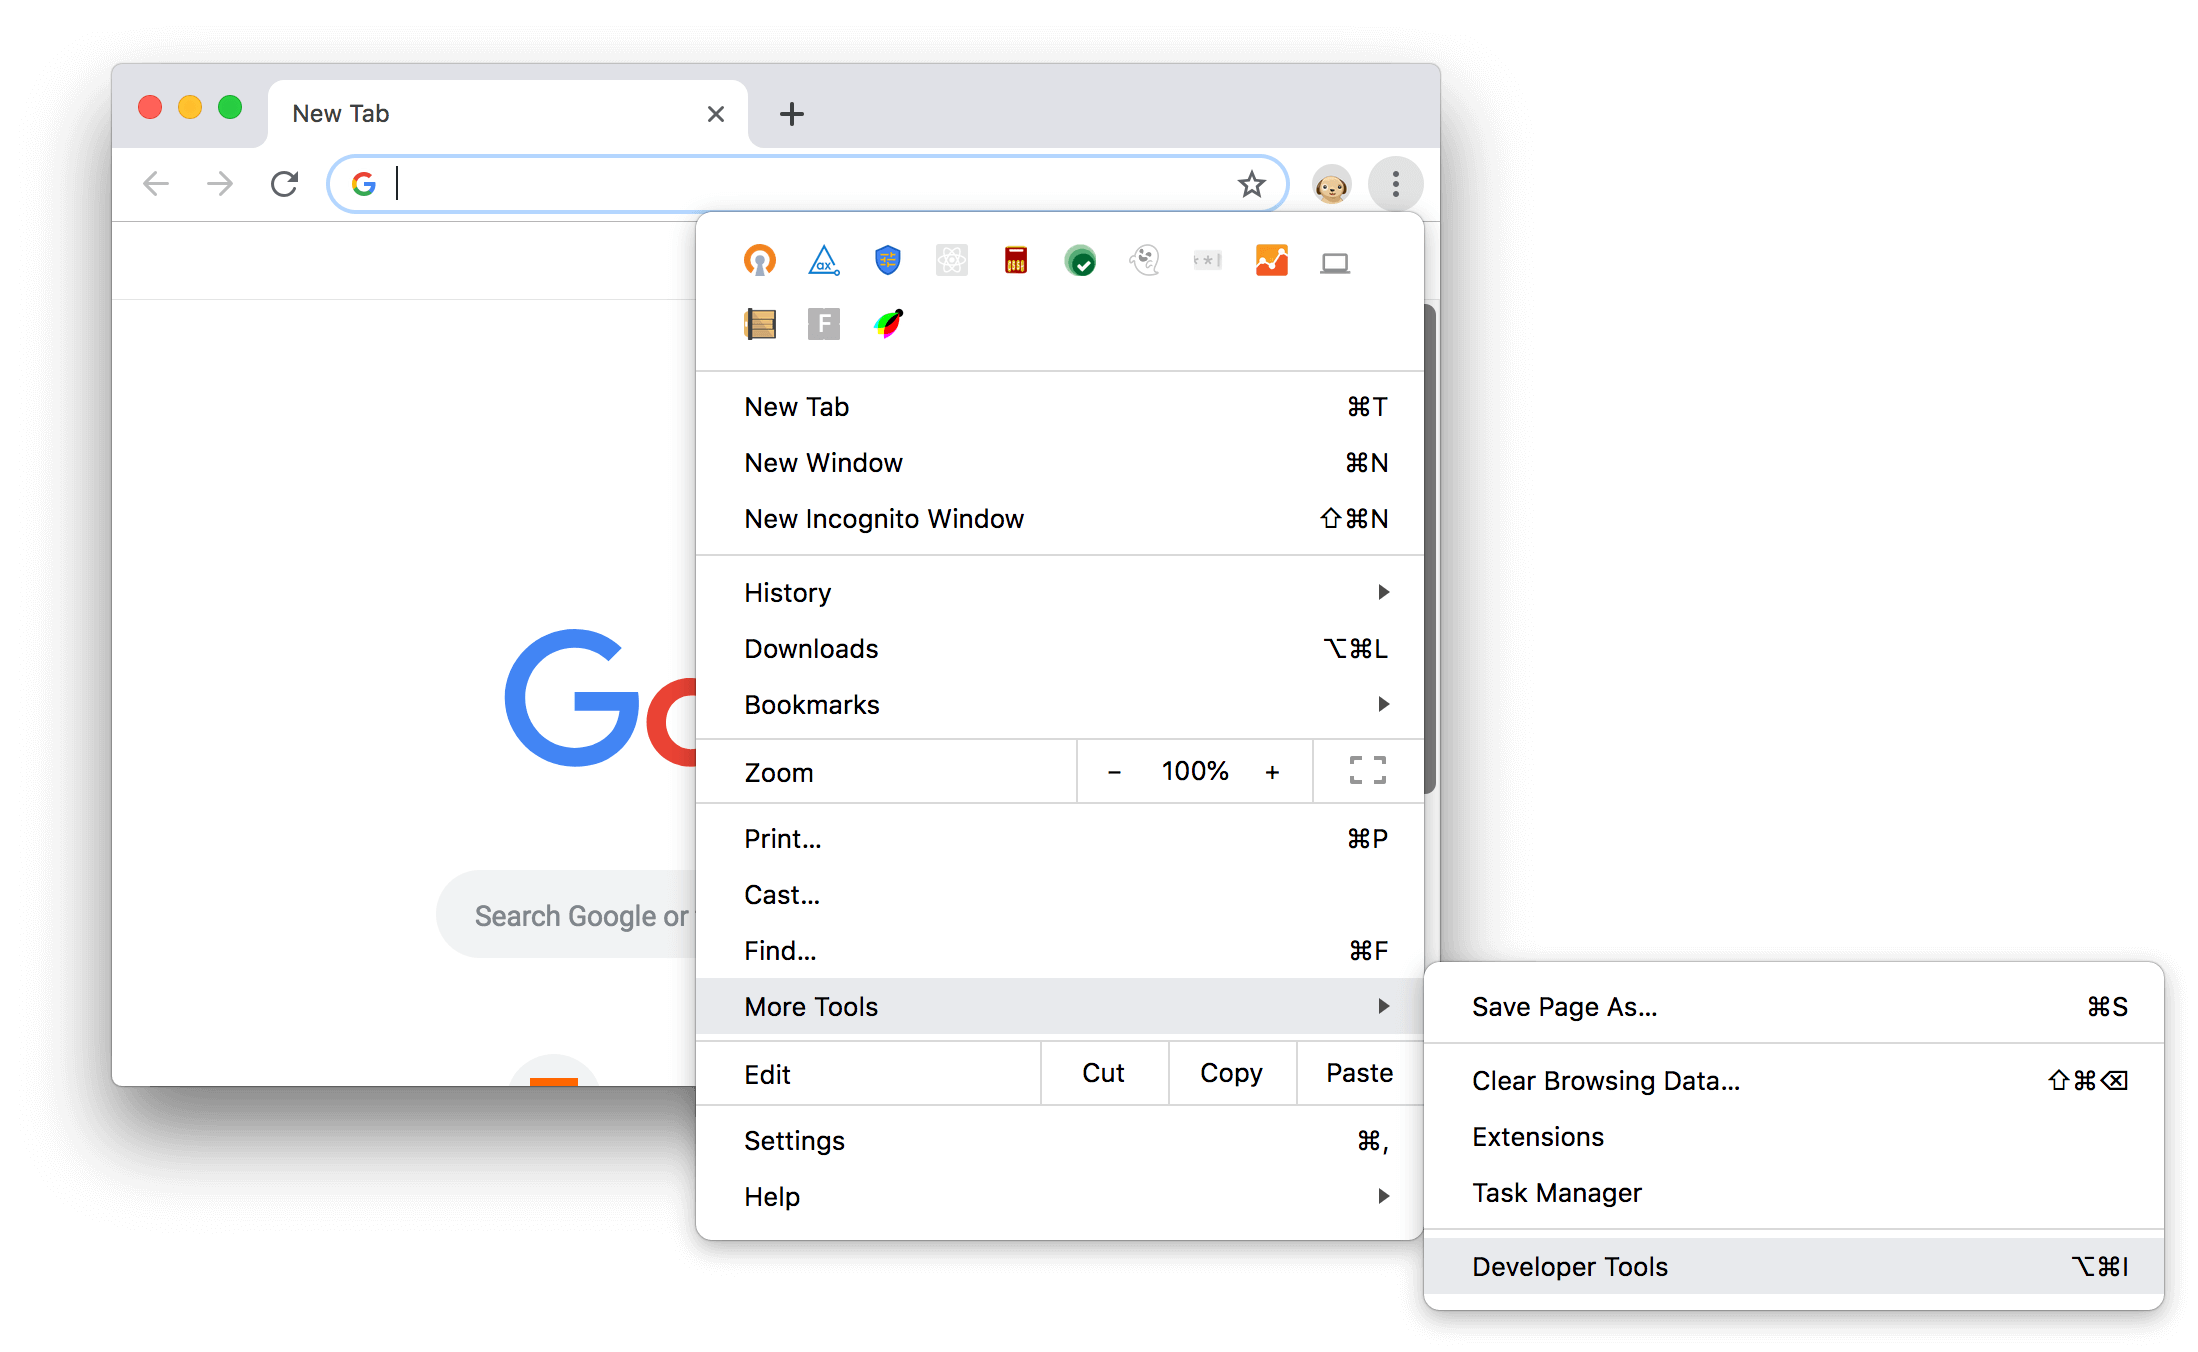 New Tab
F
New Tab ⌘T
New Window ⌘N
New Incognito Window ⇧⌘N
History
Downloads ⌥⌘L
Bookmarks
Zoom − 100% +
Go
Print... ⌘P
Cast...
Search Google or
Find... ⌘F
More Tools
Edit Cut Copy Paste
Settings ⌘,
Help
Save Page As... ⌘S
Clear Browsing Data... ⇧⌘⌫
Extensions
Task Manager
Developer Tools ⌥⌘I